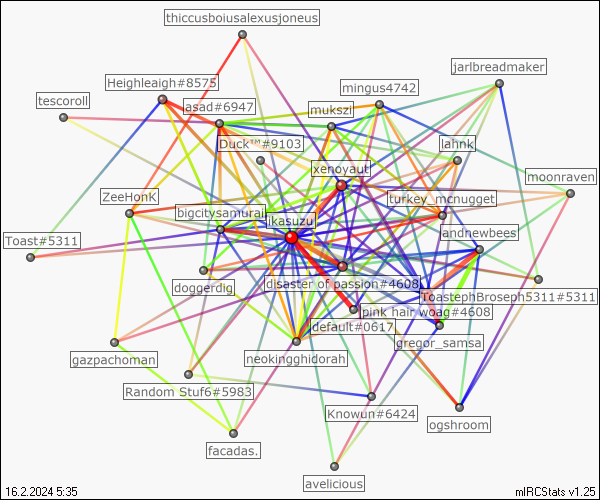 thiccusboiusalexusjoneus
jarlbreadmaker
Heighleaigh#8575
mingus4742
tescoroll
asad#6947
mukszi
Duck™#9103
lahnk
xenoyaut
moonraven
ZeeHonK
turkey_mcnugget
bigcitysamurai
ikasuzu
landnewbees
Toast#5311
doggerdig
disaster of passion#4608
ToastephBroseph5311#5311
pink hair woag#4608
default#0617
gregor_samsa
gazpachoman
neokingghidorah
Random Stuf6#5983
Knowun#6424
ogshroom
facadas.
avelicious
16.2.2024 5:35
mIRCStats v1.25